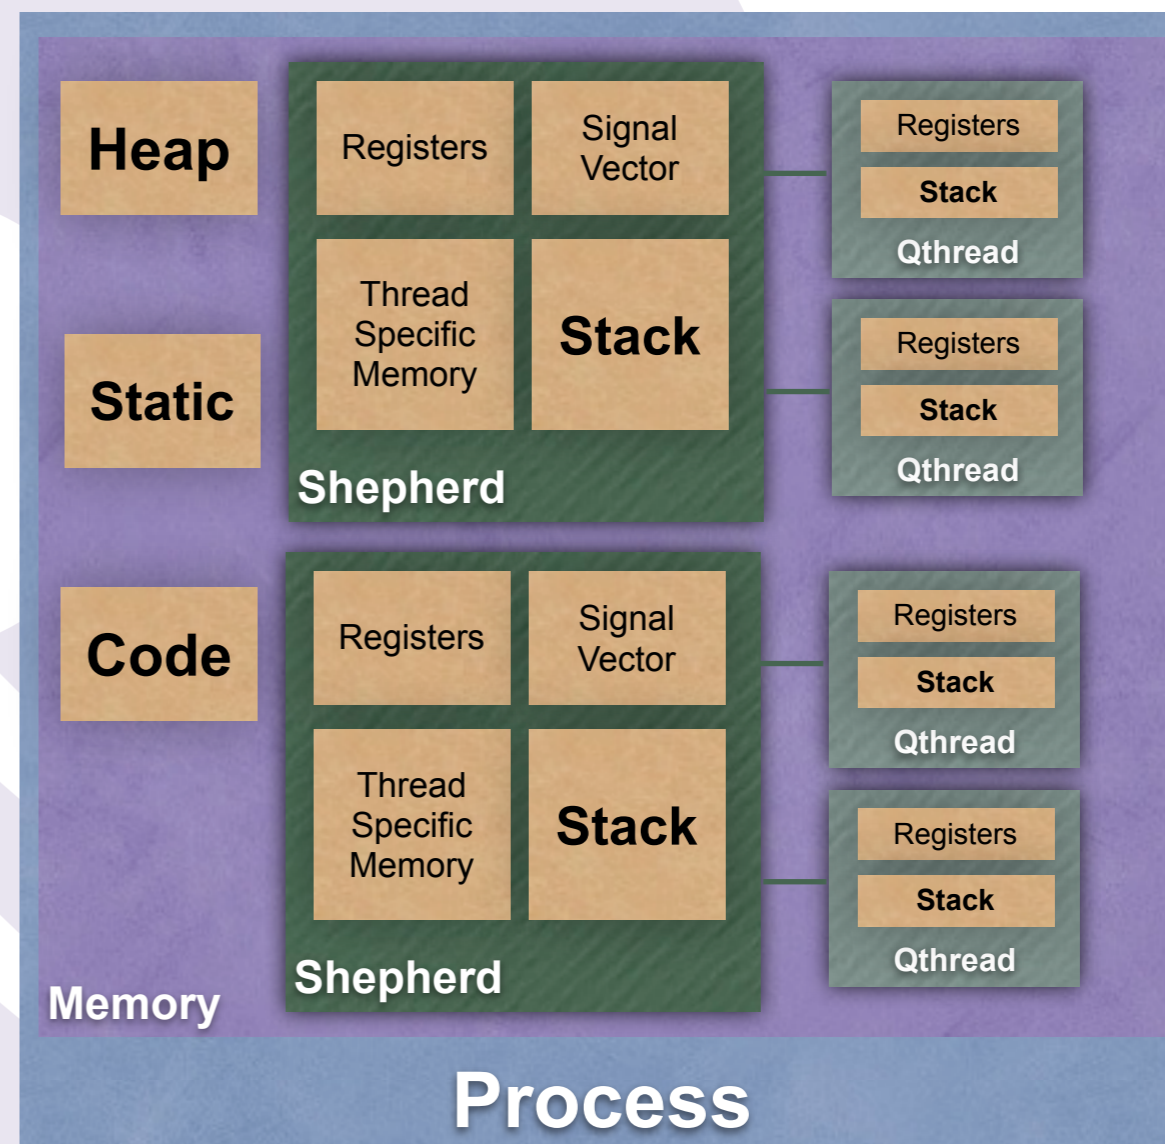 Heap
Registers
Signal
Vector
Thread
Specific
Memory
Stack
Shepherd
Registers
Stack
Qthread
Registers
Stack
Qthread
Static
Code
Registers
Signal
Vector
Thread
Specific
Memory
Stack
Shepherd
Registers
Stack
Qthread
Registers
Stack
Qthread
Memory
Process